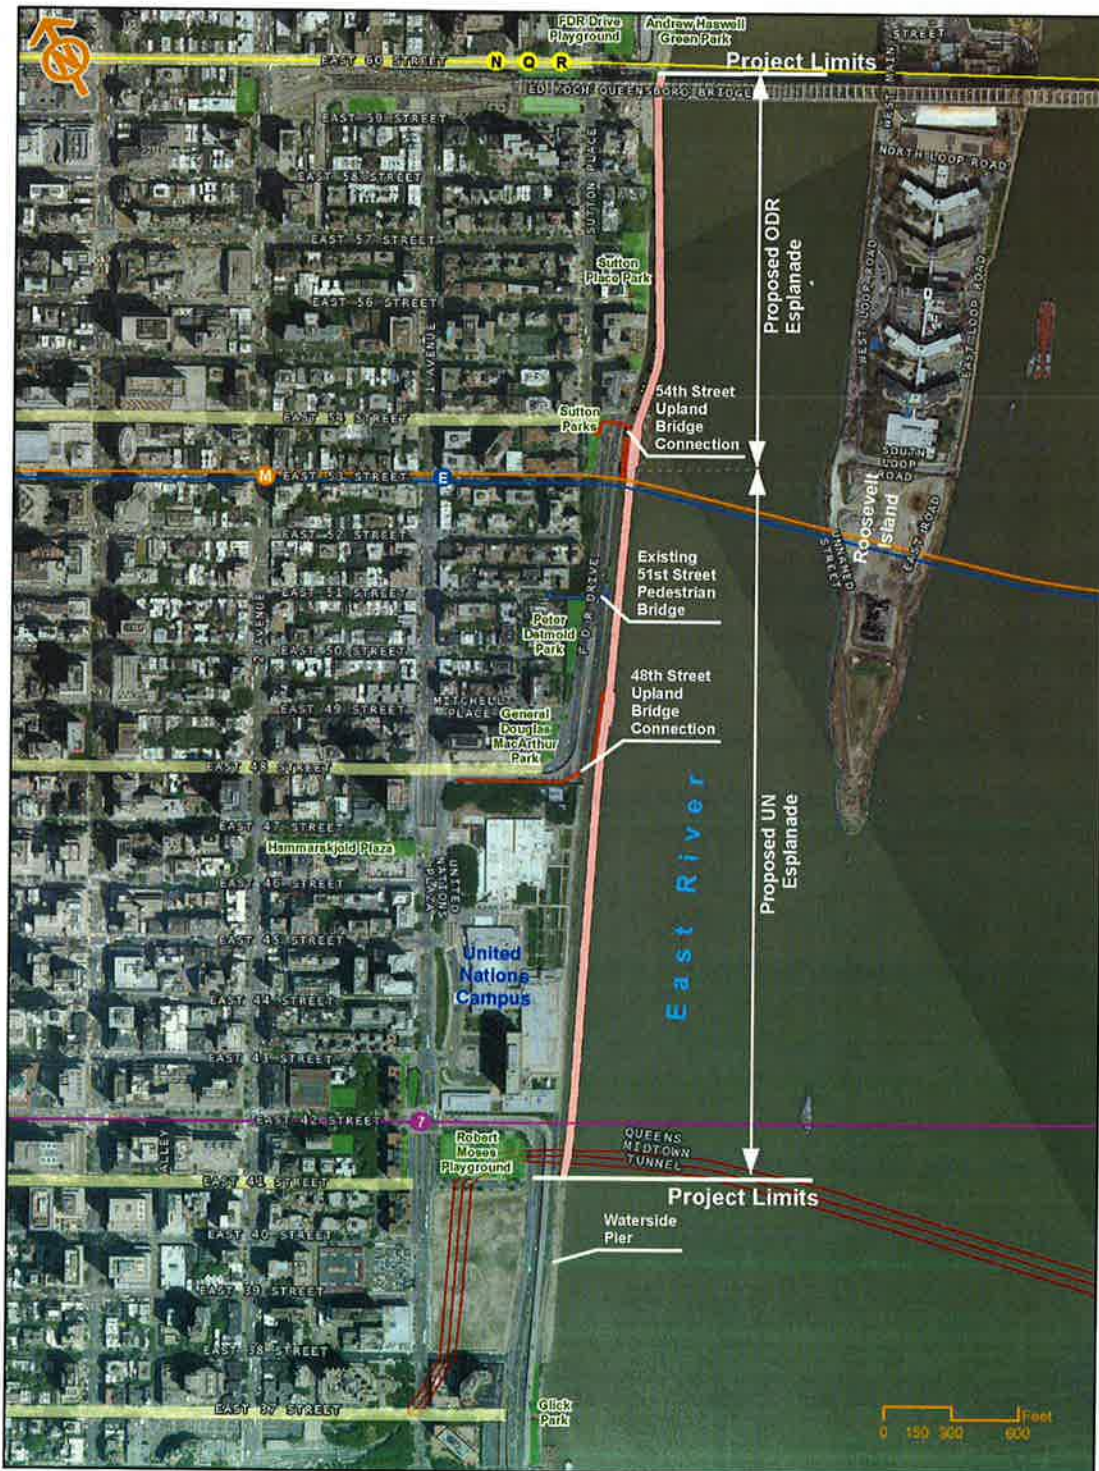 N
FDR Drive
Playground
Andrew Haswell
Green Park
EAST 60 STREET
N Q R
Project Limits
STREET
WEST MAIN
ED KOCH QUEENSBORO BRIDGE
EAST 59 STREET
SUTTON PLACE
NORTH LOOP ROAD
EAST 58 STREET
EAST 57 STREET
Sutton
Place Park
Proposed ODR
Esplanade
WEST LOOP ROAD
EAST LOOP ROAD
EAST 56 STREET
1 AVENUE
54th Street
Upland
Bridge
Connection
EAST 54 STREET
Sutton
Parks
SOUTH
LOOP
ROAD
M
EAST 53 STREET
E
Roosevelt
Island
EAST ROAD
UNNAMED
STREET
EAST 52 STREET
Existing
51st Street
Pedestrian
Bridge
EAST 51 STREET
F D R DRIVE
Peter
Detmold
Park
2 AVENUE
EAST 50 STREET
48th Street
Upland
Bridge
Connection
MITCHELL
PLACE
EAST 49 STREET
General
Douglas
MacArthur
Park
EAST 48 STREET
East River
Proposed UN
Esplanade
EAST 47 STREET
Hammarskjold Plaza
UNITED
NATIONS
PLAZA
EAST 46 STREET
EAST 45 STREET
United
Nations
Campus
EAST 44 STREET
EAST 43 STREET
EAST 42 STREET
7
ALLEY
Robert
Moses
Playground
QUEENS
MIDTOWN
TUNNEL
EAST 41 STREET
Project Limits
EAST 40 STREET
Waterside
Pier
EAST 39 STREET
EAST 38 STREET
EAST 37 STREET
Glick
Park
Feet
0 150 300 600